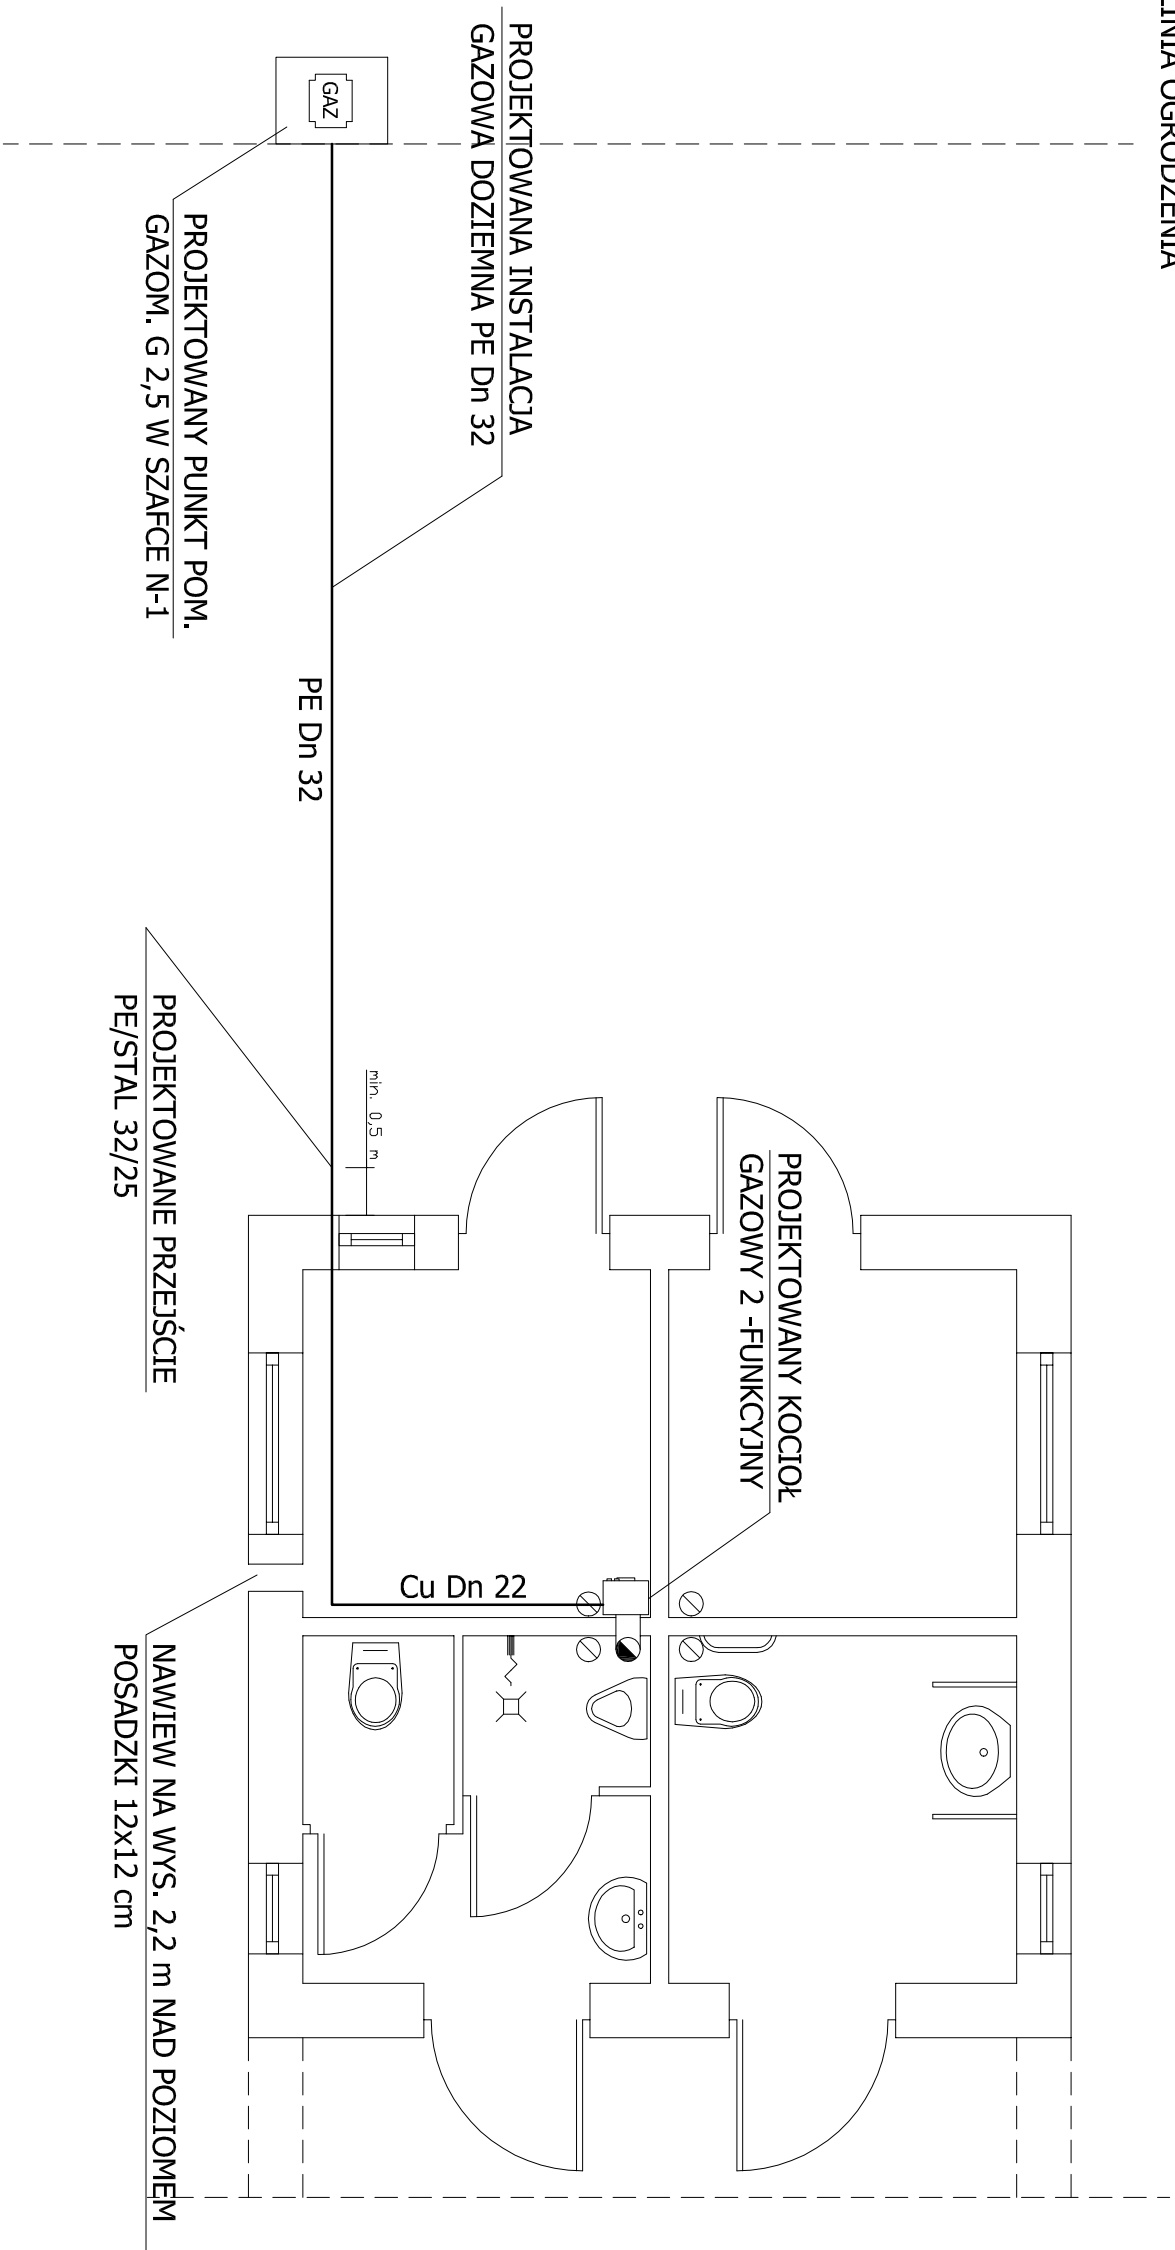 LINIA OGRODZENIA
PROJEKTOWANA INSTALACJA
GAZOWA DOZIEMNA PE Dn 32
GAZ
PROJEKTOWANY PUNKT POM.
GAZOM. G 2,5 W SZAFCE N-1
PE Dn 32
PROJEKTOWANE PRZEJŚCIE
PE/STAL 32/25
min. 0,5 m
PROJEKTOWANY KOCIOŁ
GAZOWY 2 -FUNKCYJNY
Cu Dn 22
NAWIEW NA WYS. 2,2 m NAD POZIOMEM
POSADZKI 12x12 cm